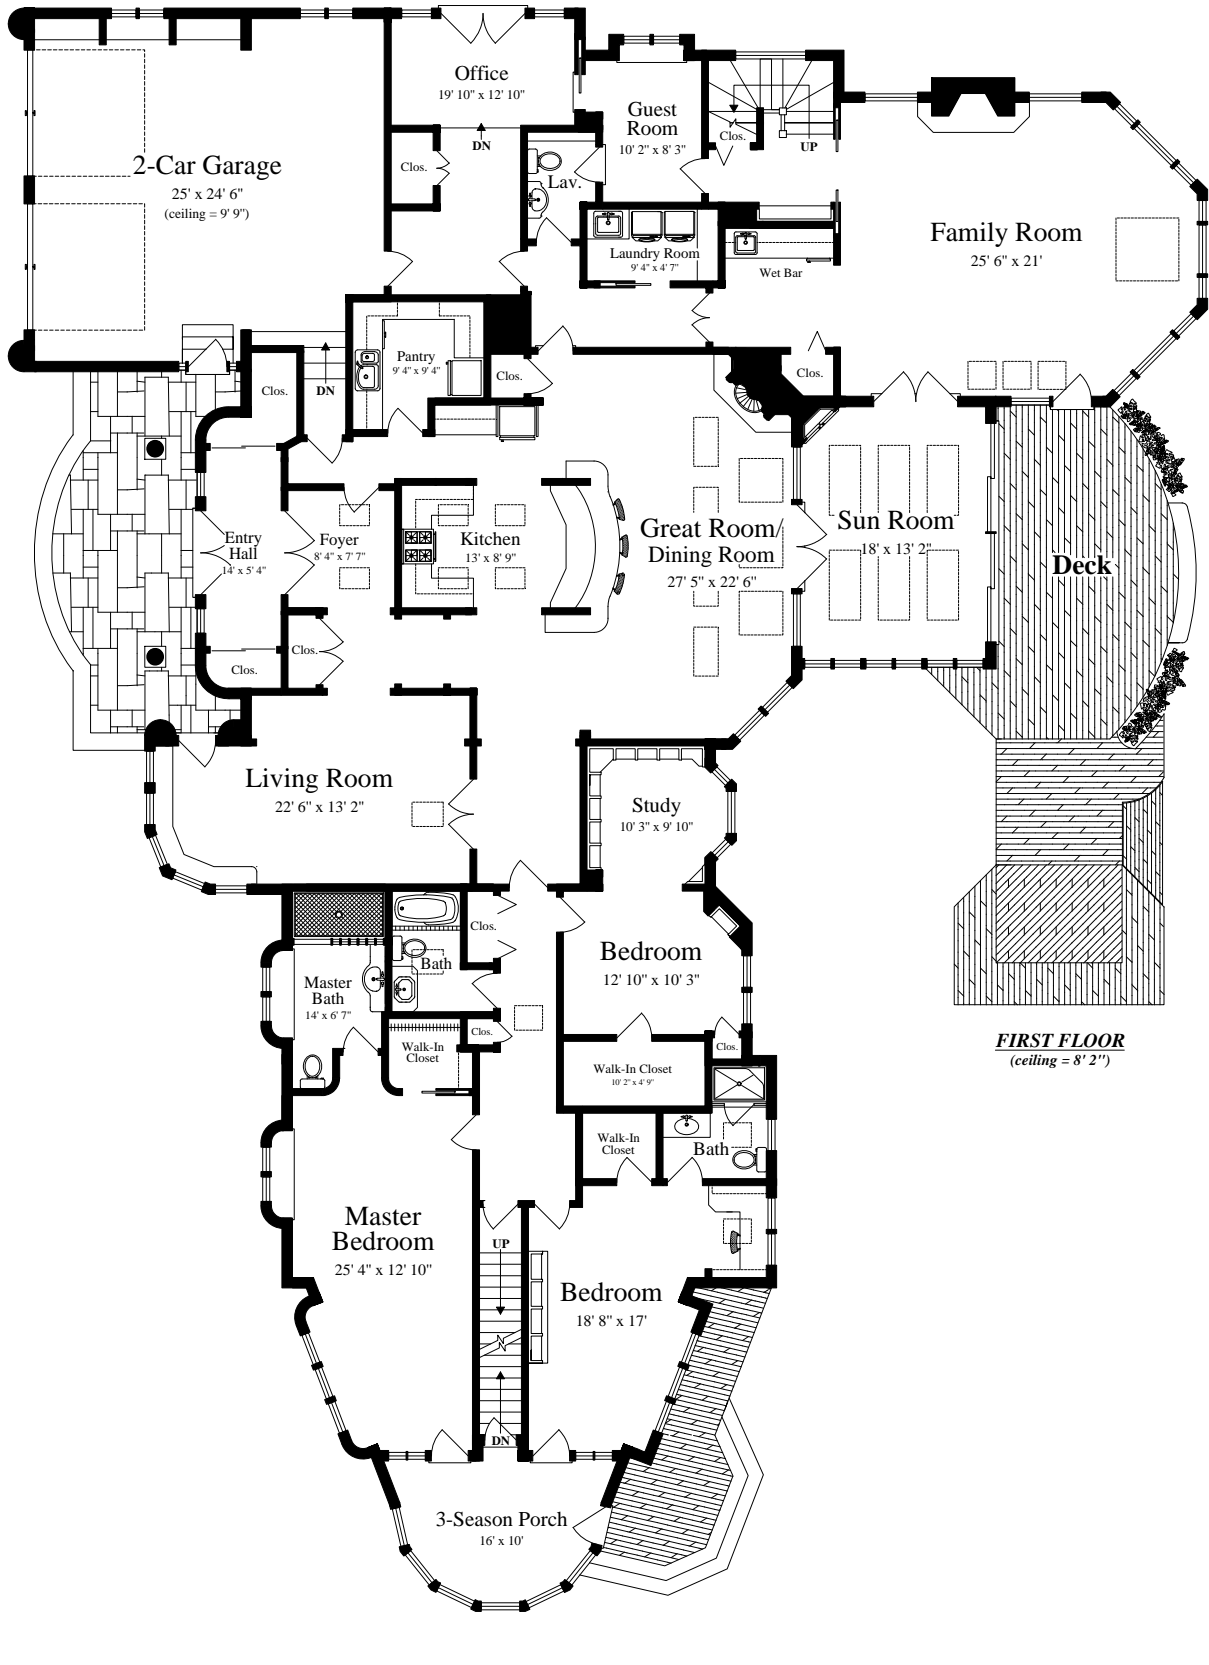 Office
19' 10" x 12' 10"
DN
Clos.
2-Car Garage
25' x 24' 6"
(ceiling = 9' 9")
Guest
Room
10' 2" x 8' 3"
Clos.
UP
Lav.
Laundry Room
9' 4" x 4' 7"
Wet Bar
Family Room
25' 6" x 21'
Pantry
9' 4" x 9' 4"
Clos.
Clos.
DN
Clos.
Entry
Hall
14' x 5' 4"
Foyer
8' 4" x 7' 7"
Kitchen
13' x 8' 9"
Great Room/
Dining Room
27' 5" x 22' 6"
Sun Room
18' x 13' 2"
Deck
Clos.
Clos.
Living Room
22' 6" x 13' 2"
Study
10' 3" x 9' 10"
Clos.
Bath
Bedroom
12' 10" x 10' 3"
Master
Bath
14' x 6' 7"
Clos.
Walk-In
Closet
Clos.
Walk-In Closet
10' 2" x 4' 9"
FIRST FLOOR
(ceiling = 8' 2")
Walk-In
Closet
Bath
Master
Bedroom
25' 4" x 12' 10"
UP
Bedroom
18' 8" x 17'
DN
3-Season Porch
16' x 10'